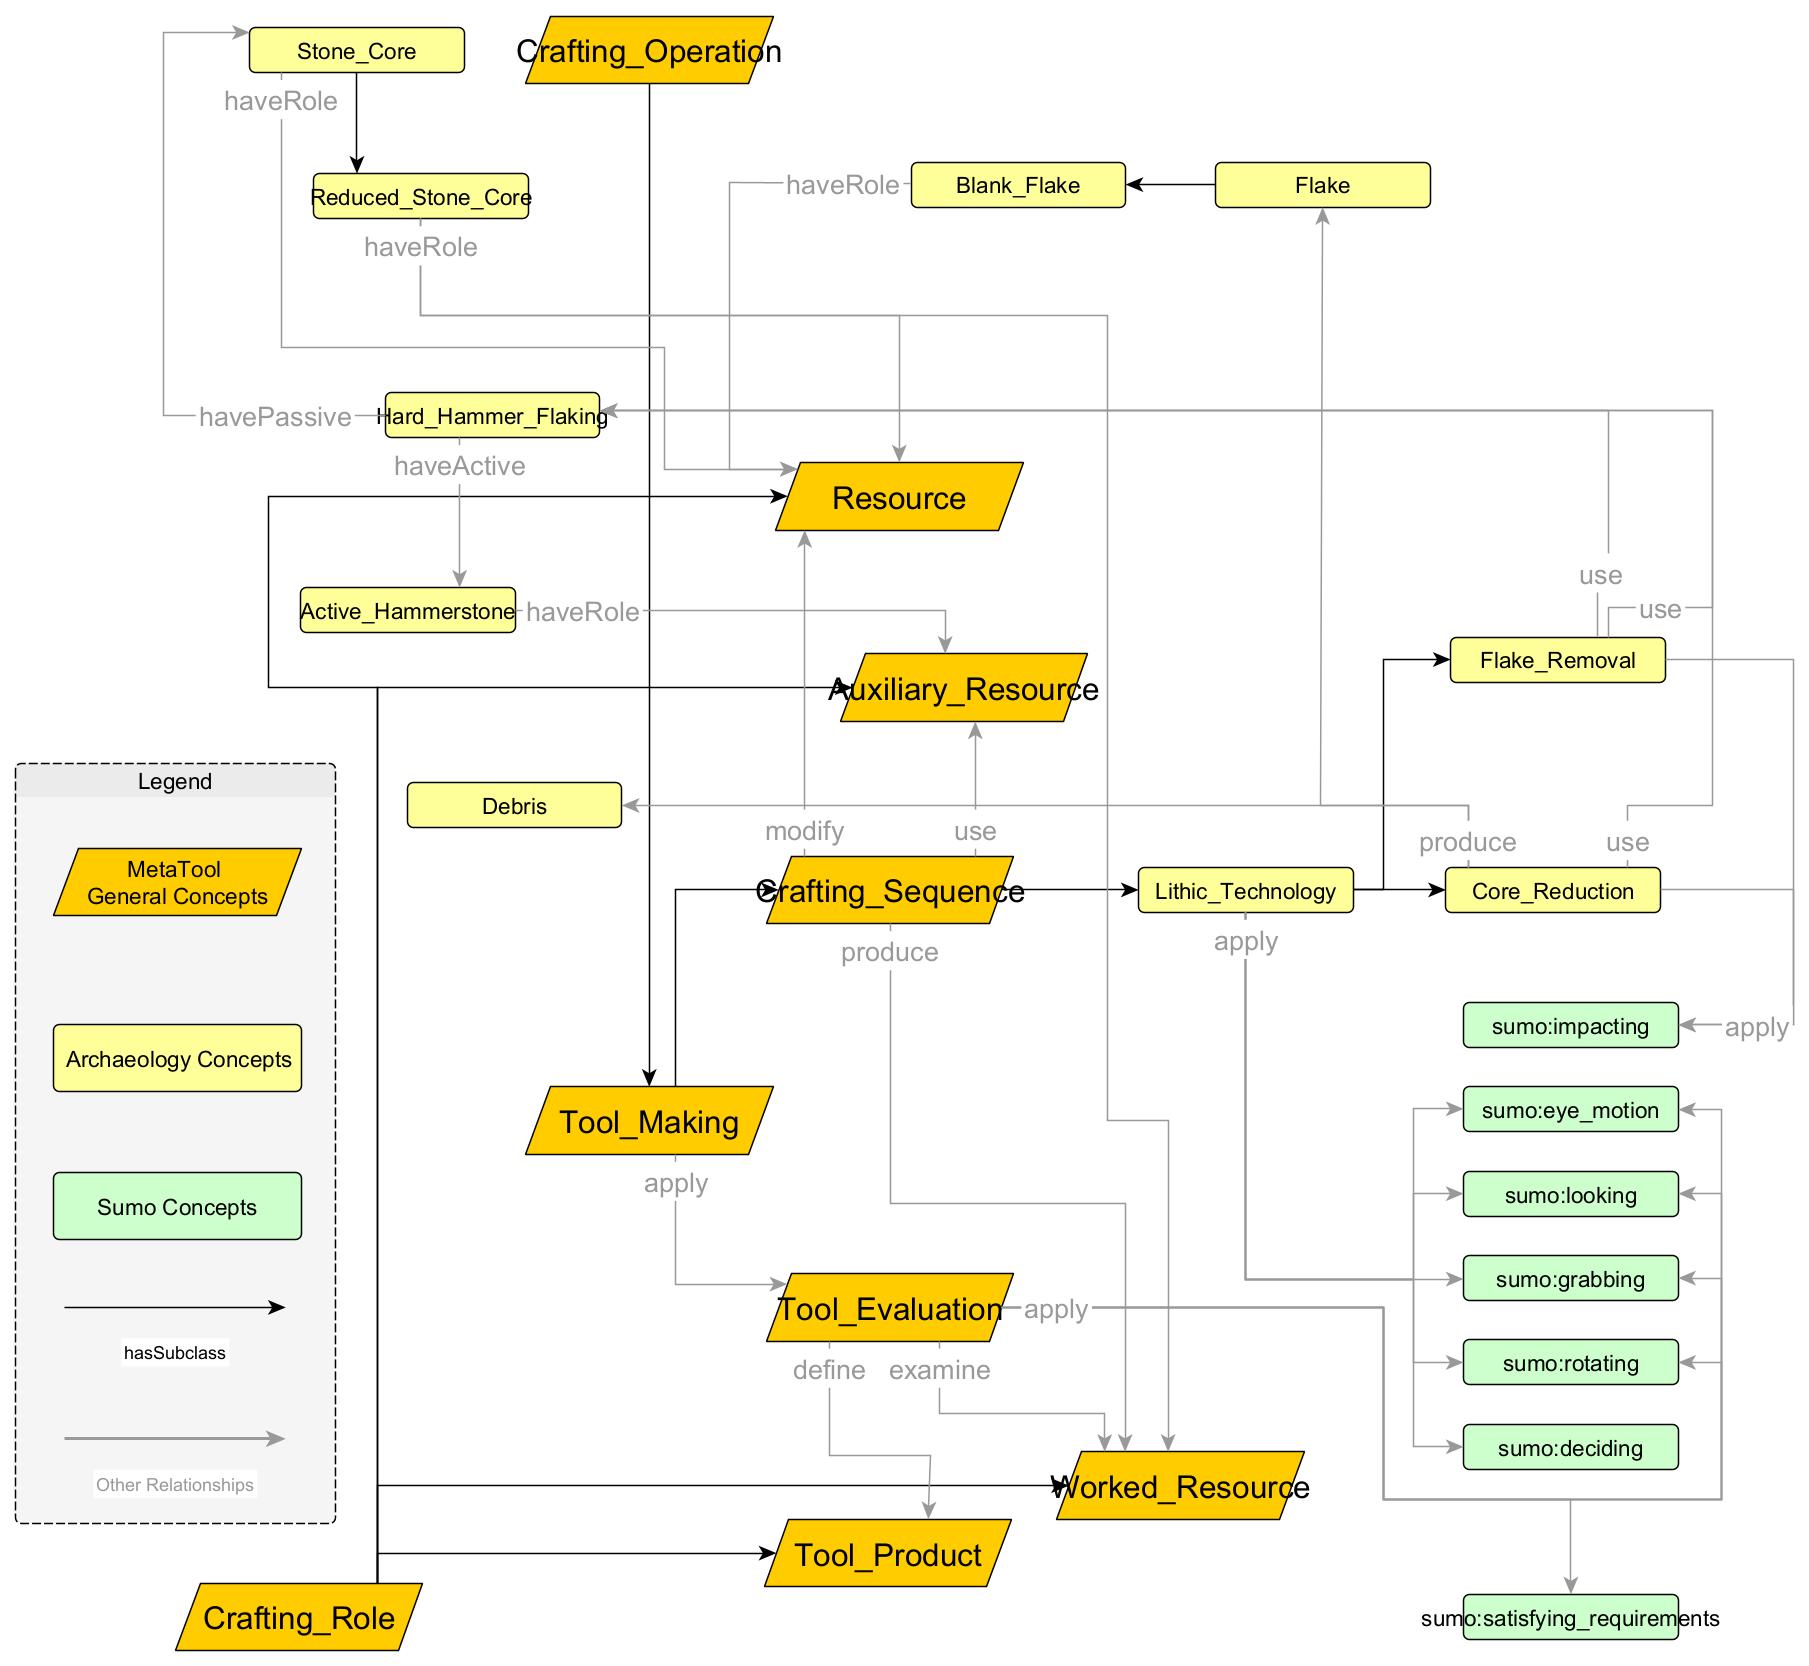 Stone_Core
Crafting_Operation
haveRole
Reduced_Stone_Core
haveRole
Blank_Flake
Flake
haveRole
Hard_Hammer_Flaking
havePassive
haveActive
Resource
use
Active_Hammerstone
haveRole
use
Flake_Removal
Auxiliary_Resource
Legend
Debris
modify
use
produce
use
MetaTool
General Concepts
Crafting_Sequence
Lithic_Technology
Core_Reduction
produce
apply
sumo:impacting
apply
Archaeology Concepts
Tool_Making
sumo:eye_motion
apply
Sumo Concepts
sumo:looking
sumo:grabbing
Tool_Evaluation
apply
hasSubclass
define
examine
sumo:rotating
sumo:deciding
Other Relationships
Worked_Resource
Tool_Product
Crafting_Role
sumo:satisfying_requirements